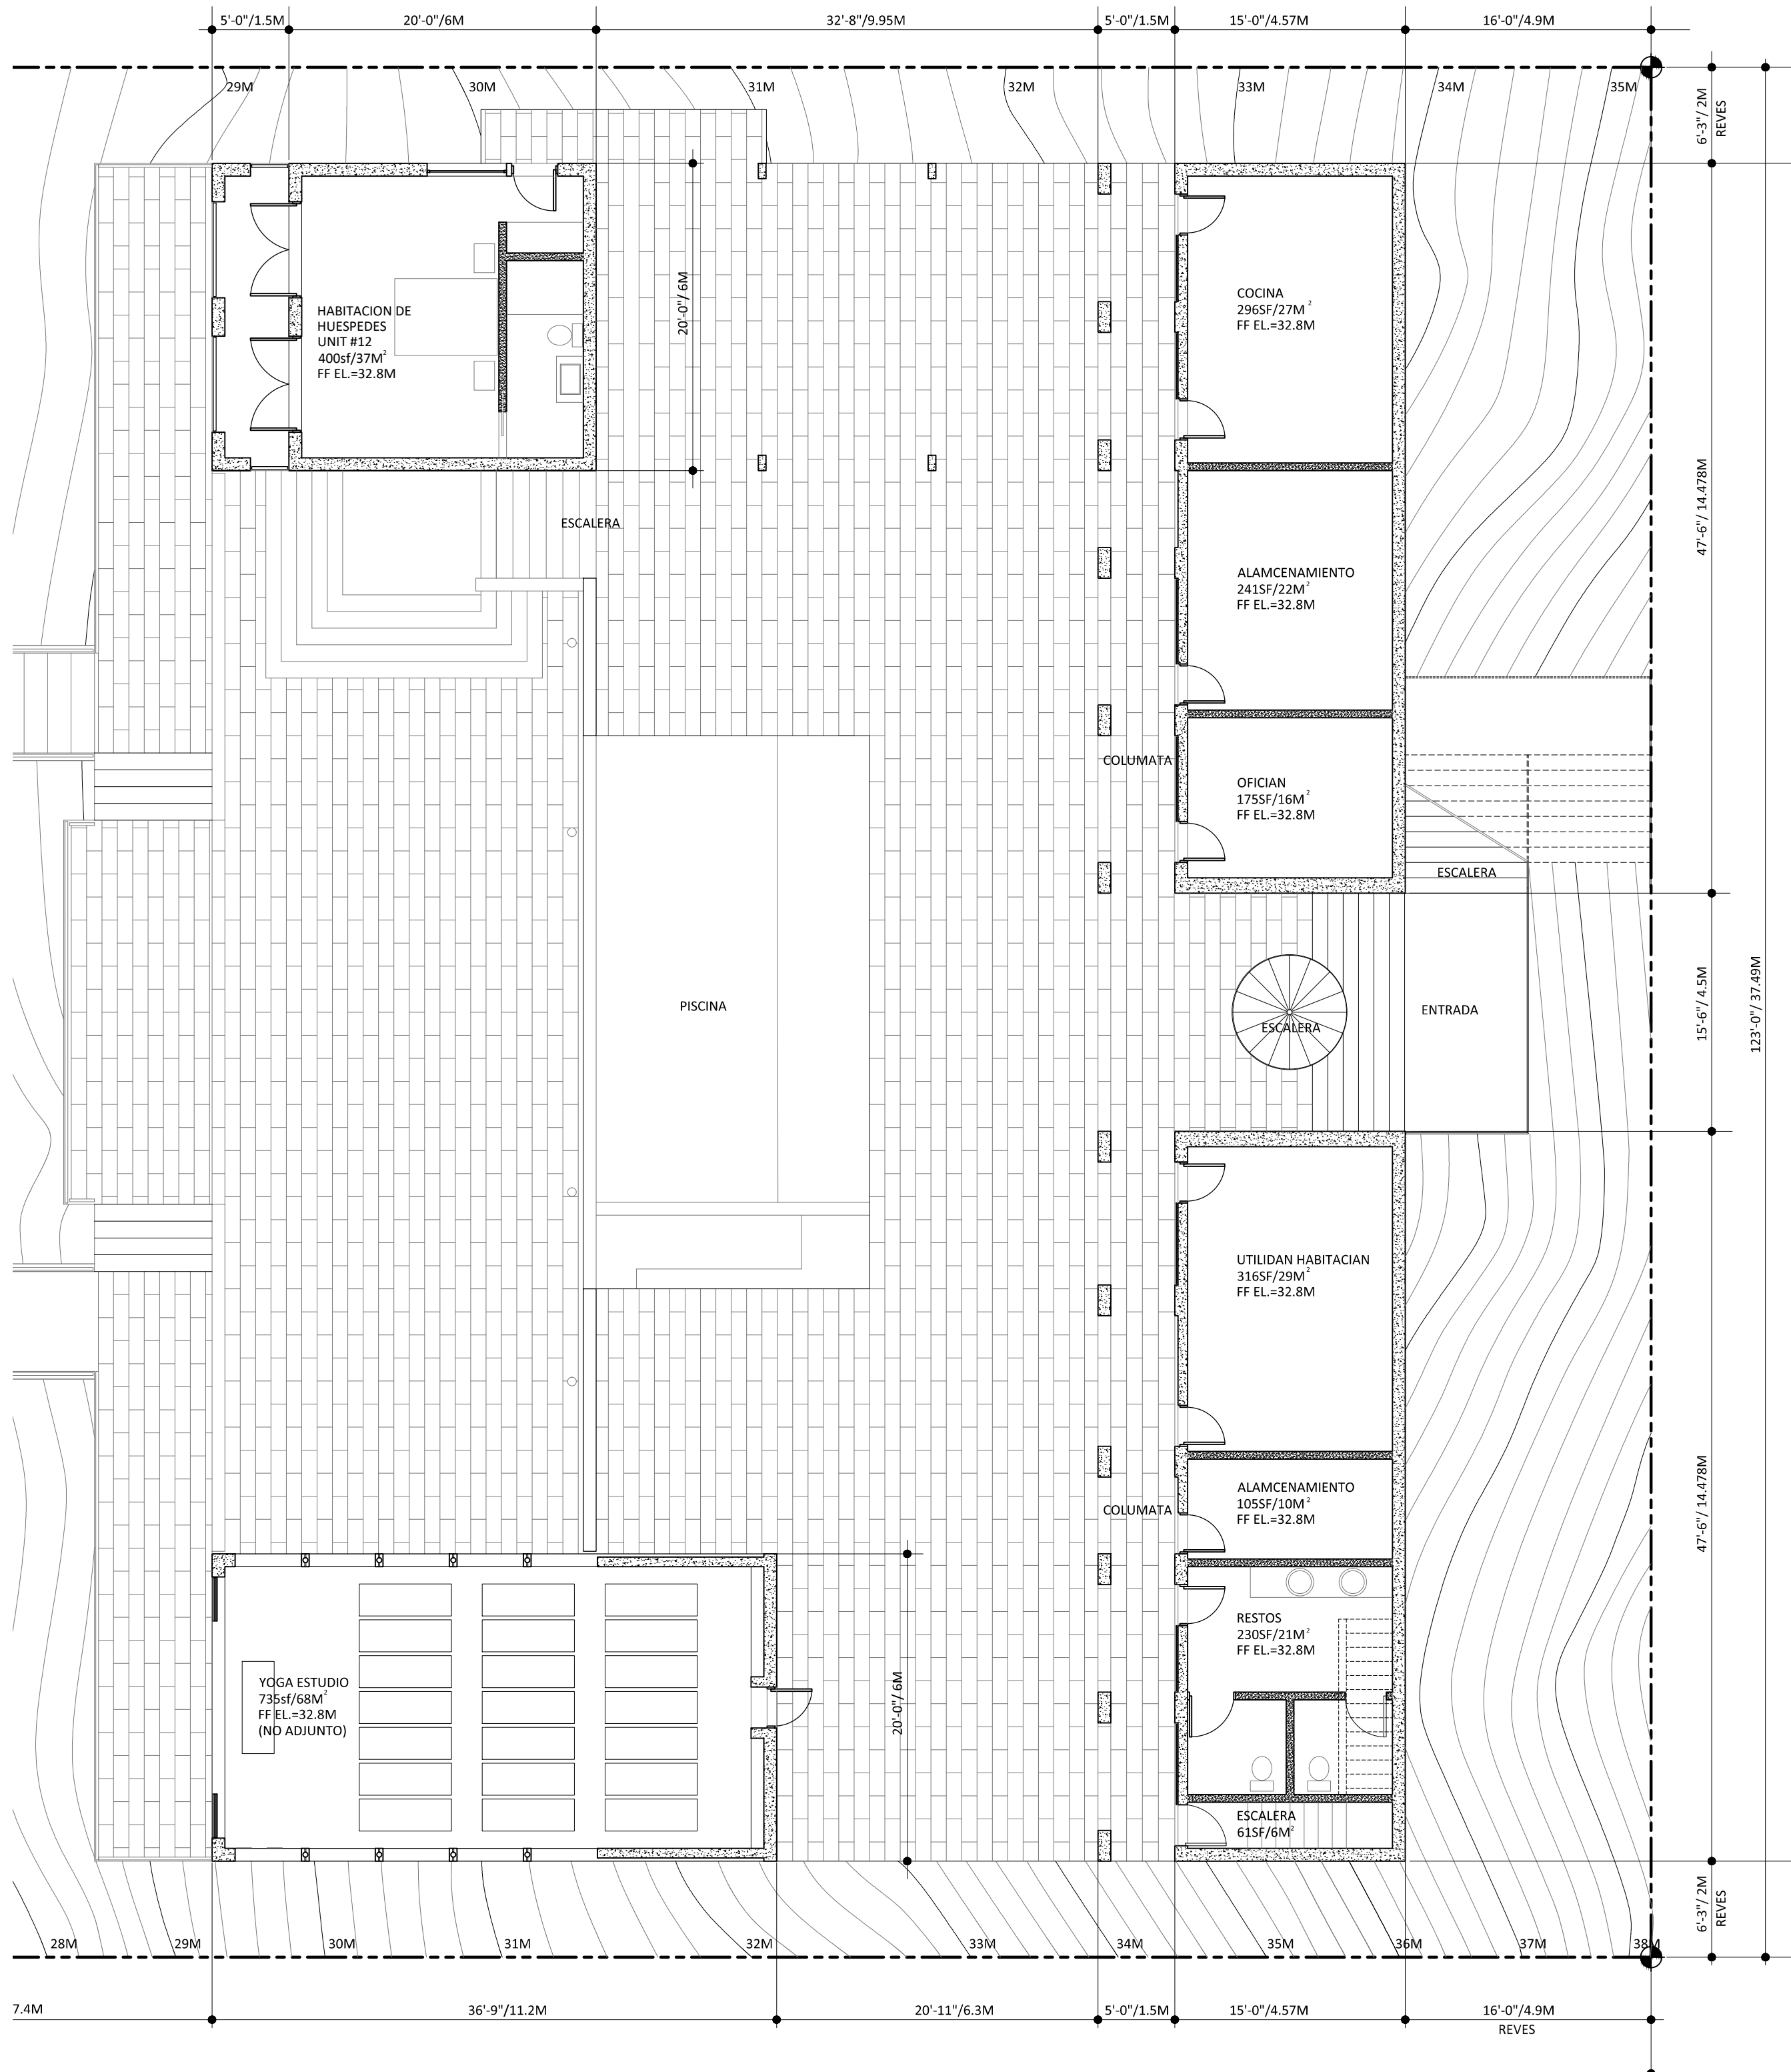 5'-0"/1.5M
20'-0"/6M
32'-8"/9.95M
5'-0"/1.5M
15'-0"/4.57M
16'-0"/4.9M
29M
30M
31M
32M
33M
34M
35M
6'-3"/ 2M
REVES
HABITACION DE
HUESPEDES
UNIT #12
400sf/37M²
FF EL.=32.8M
20'-0"/ 6M
COCINA
296SF/27M²
FF EL.=32.8M
47'-6"/ 14.478M
ESCALERA
ALAMCENAMIENTO
241SF/22M²
FF EL.=32.8M
COLUMATA
OFICIAN
175SF/16M²
FF EL.=32.8M
ESCALERA
PISCINA
ESCALERA
ENTRADA
15'-6"/ 4.5M
123'-0"/ 37.49M
UTILIDAN HABITACIAN
316SF/29M²
FF EL.=32.8M
ALAMCENAMIENTO
105SF/10M²
FF EL.=32.8M
COLUMATA
47'-6"/ 14.478M
RESTOS
230SF/21M²
FF EL.=32.8M
YOGA ESTUDIO
735sf/68M²
FF EL.=32.8M
(NO ADJUNTO)
20'-0"/ 6M
ESCALERA
61SF/6M²
6'-3"/ 2M
REVES
28M
29M
30M
31M
32M
33M
34M
35M
36M
37M
38M
7.4M
36'-9"/11.2M
20'-11"/6.3M
5'-0"/1.5M
15'-0"/4.57M
16'-0"/4.9M
REVES